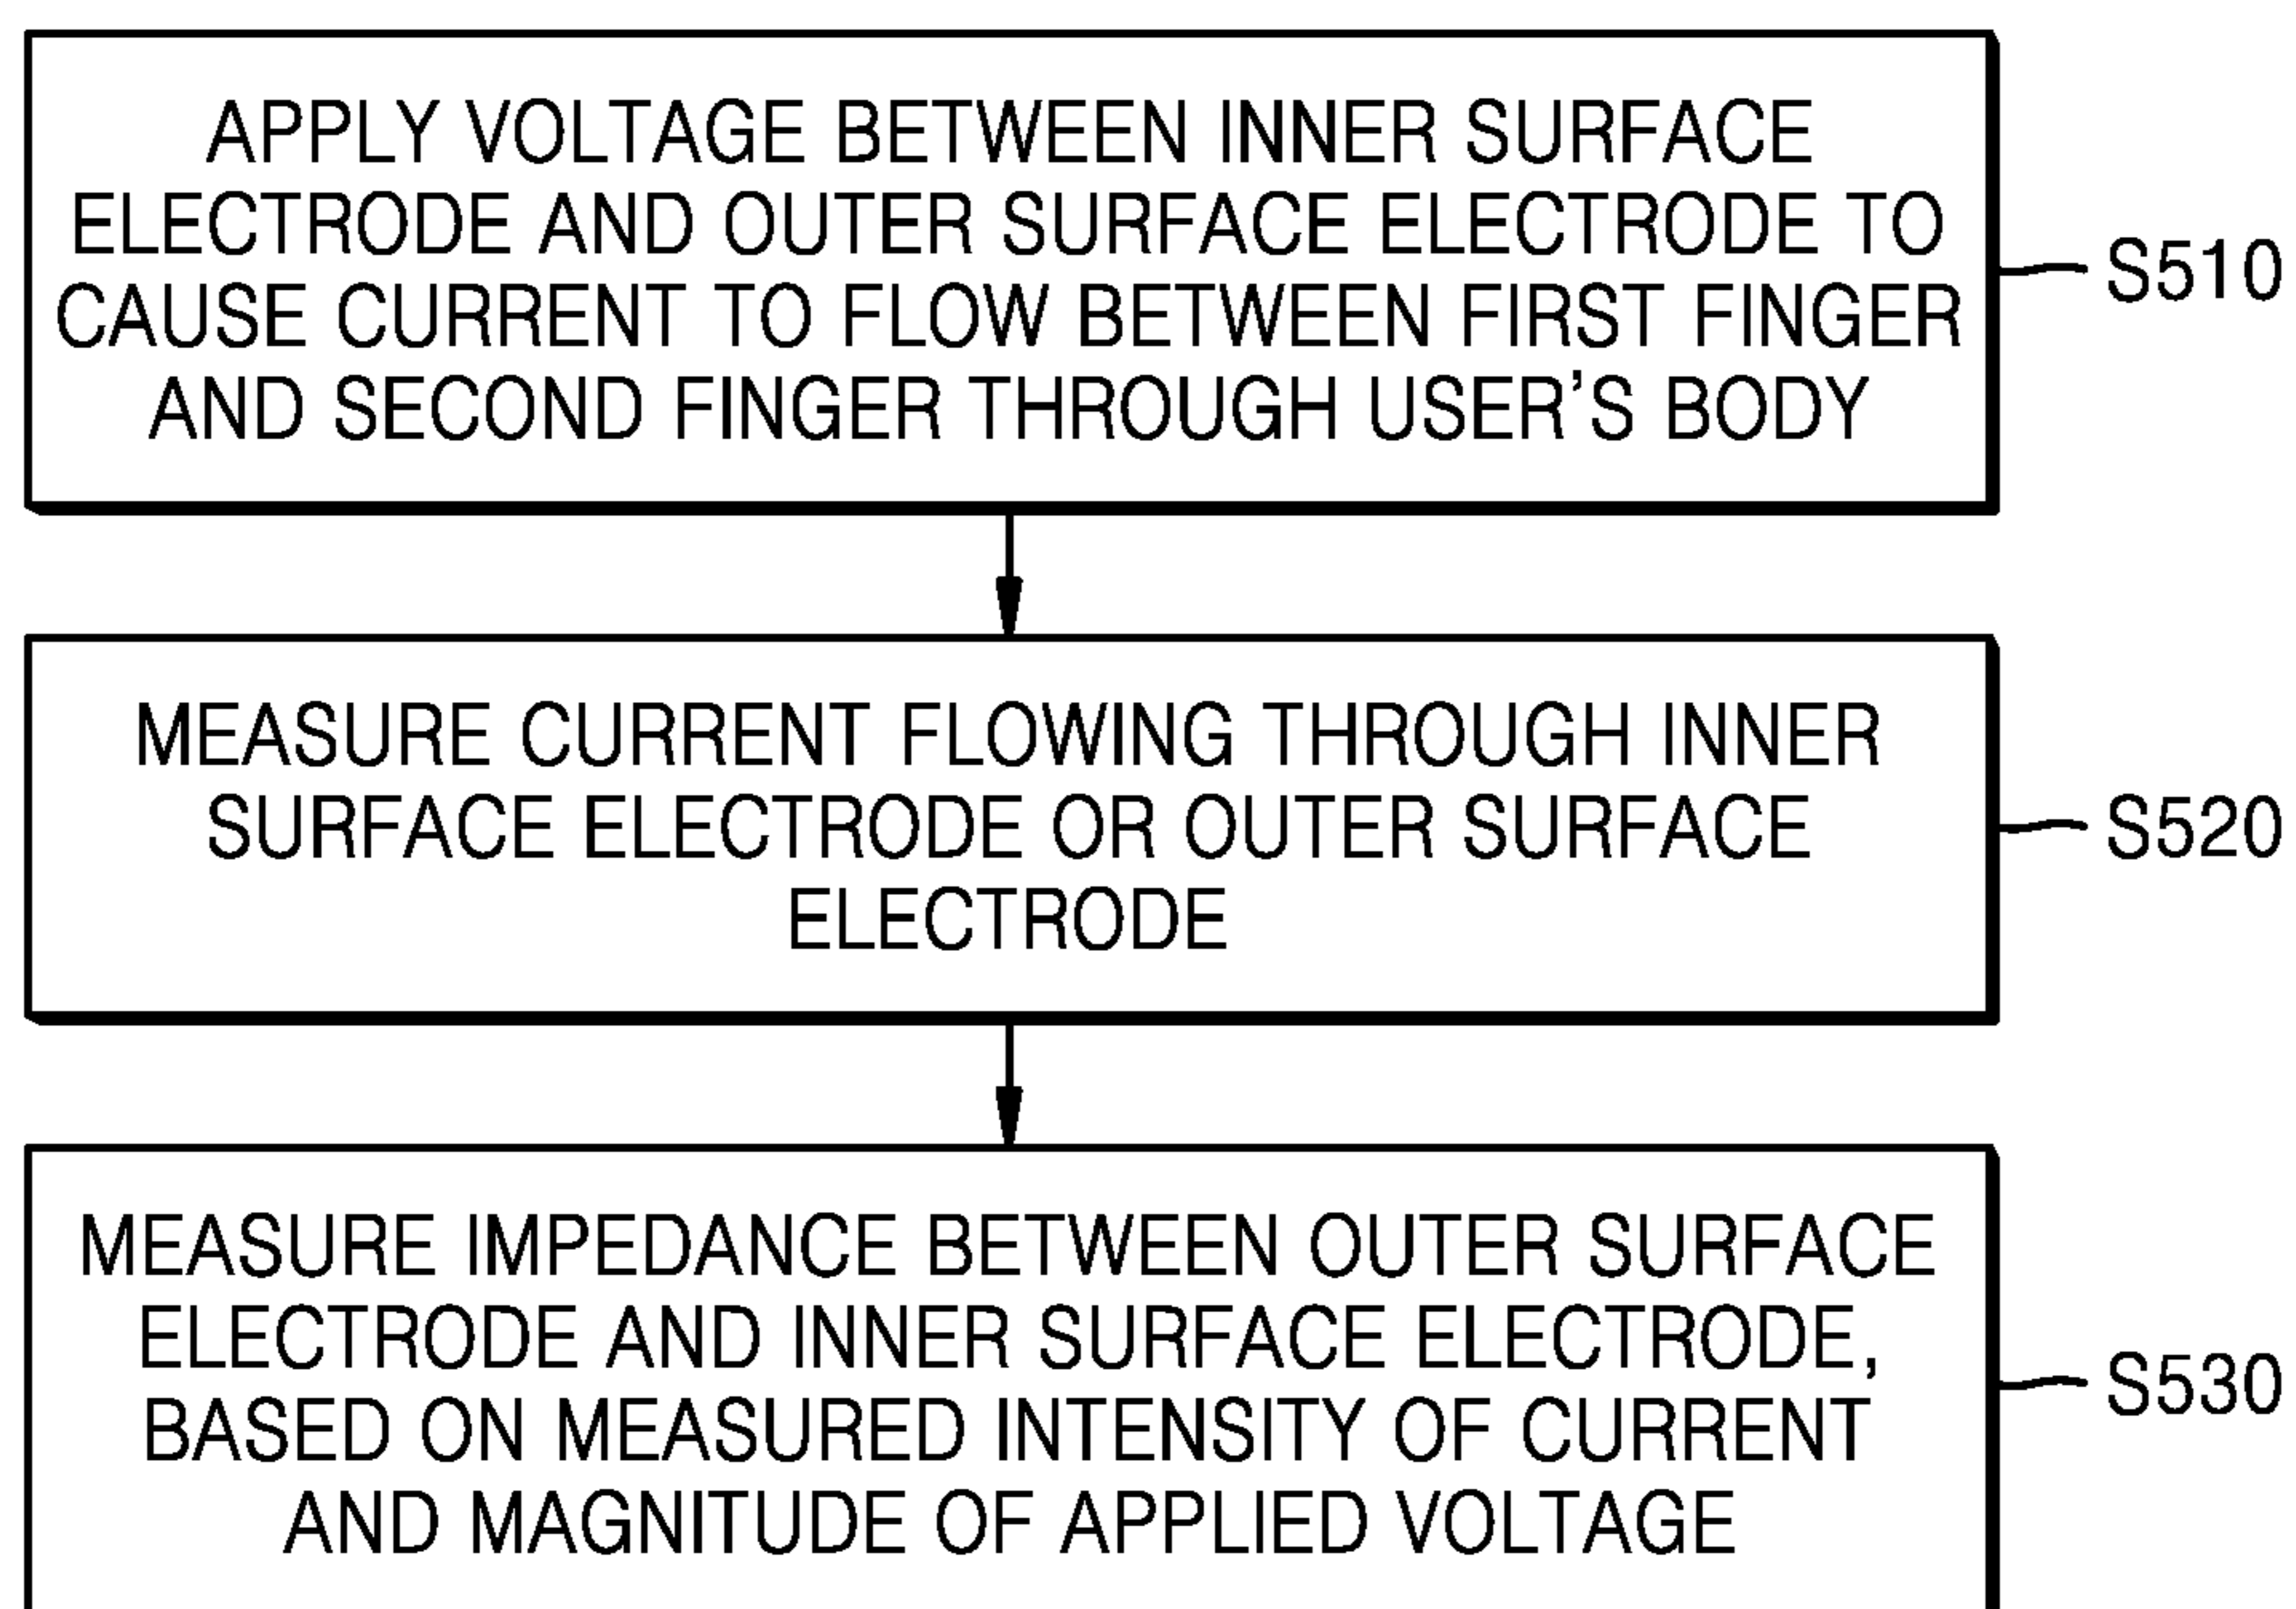 APPLY VOLTAGE BETWEEN INNER SURFACE
ELECTRODE AND OUTER SURFACE ELECTRODE TO
CAUSE CURRENT TO FLOW BETWEEN FIRST FINGER
AND SECOND FINGER THROUGH USER'S BODY
S510
MEASURE CURRENT FLOWING THROUGH INNER
SURFACE ELECTRODE OR OUTER SURFACE
ELECTRODE
S520
MEASURE IMPEDANCE BETWEEN OUTER SURFACE
ELECTRODE AND INNER SURFACE ELECTRODE,
BASED ON MEASURED INTENSITY OF CURRENT
AND MAGNITUDE OF APPLIED VOLTAGE
S530